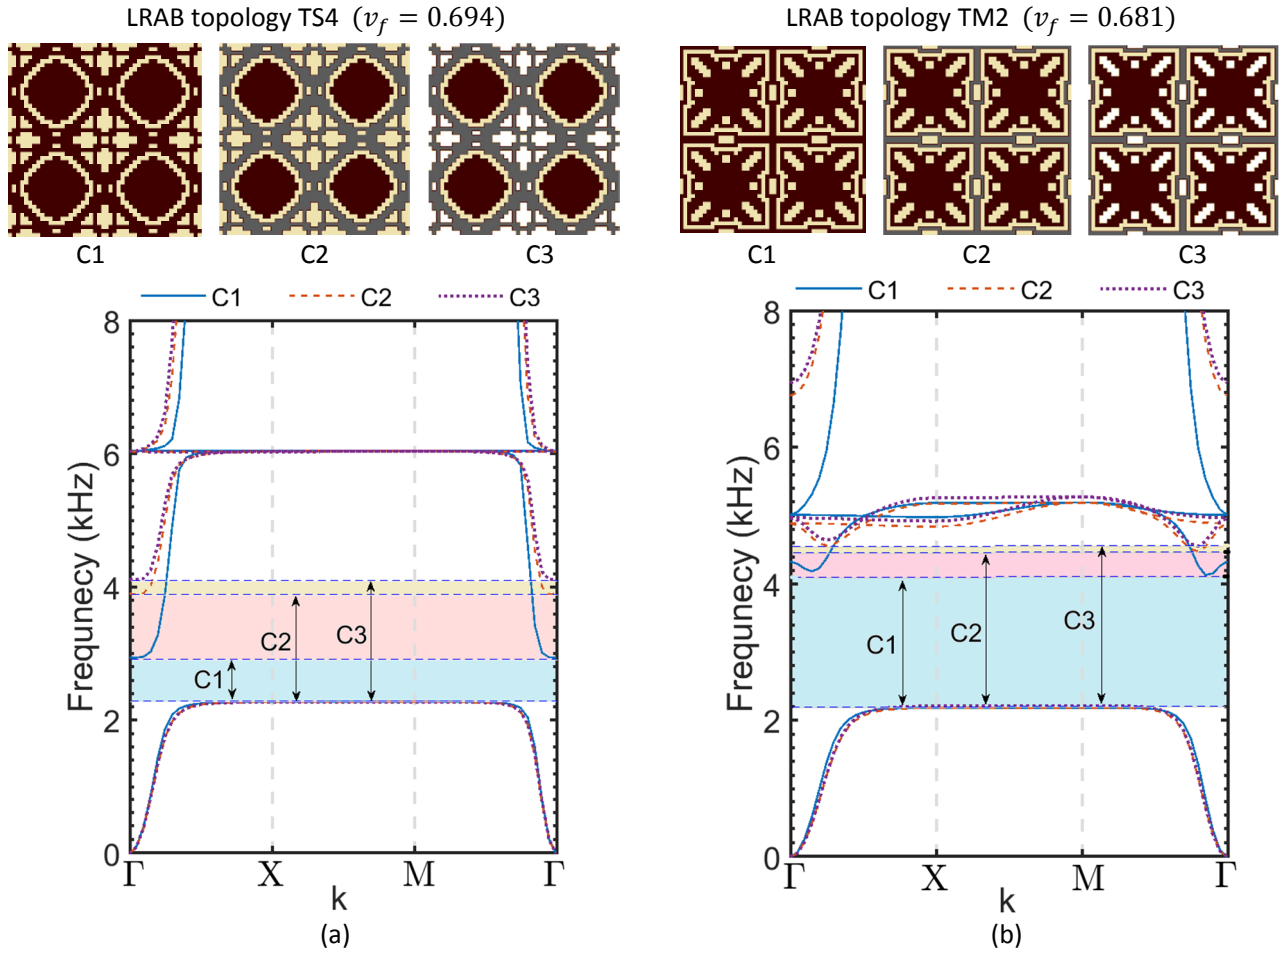 LRAB topology TS4 (v_f = 0.694)
C1
C2
C3
C1
C2
C3
8
6
4
2
0
Frequnecy (kHz)
C1
C2
C3
Γ
X
M
Γ
k
(a)
LRAB topology TM2 (v_f = 0.681)
C1
C2
C3
C1
C2
C3
8
6
4
2
0
Frequnecy (kHz)
C1
C2
C3
Γ
X
M
Γ
k
(b)